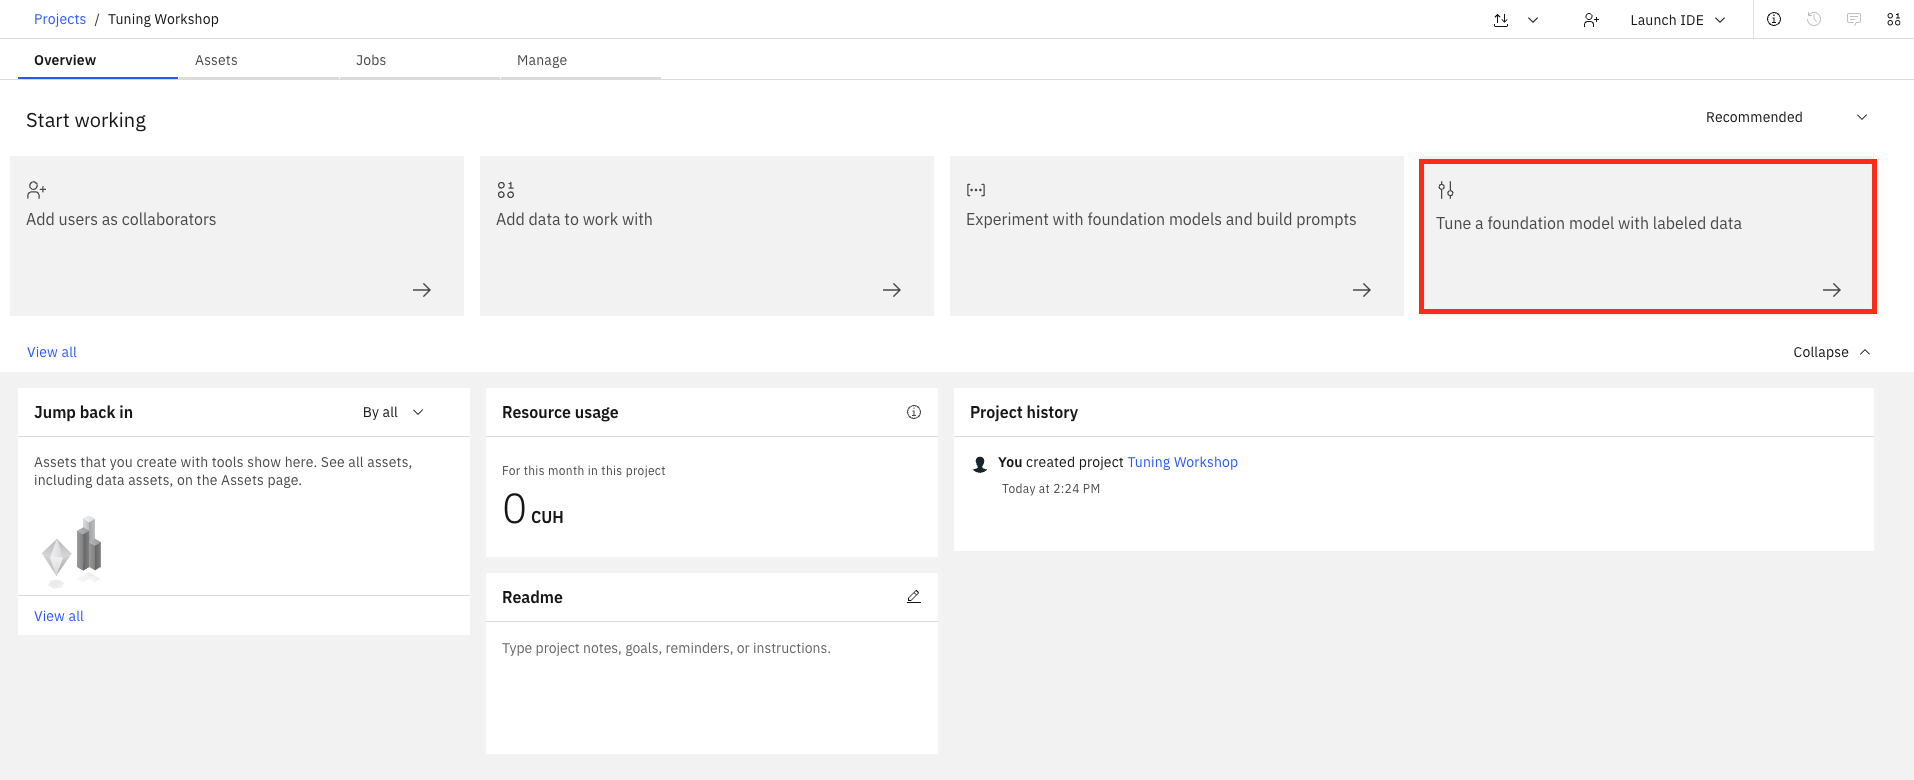 Projects / Tuning Workshop
Launch IDE
Overview
Assets
Jobs
Manage
Start working
Recommended
Add users as collaborators
Add data to work with
Experiment with foundation models and build prompts
Tune a foundation model with labeled data
View all
Collapse
Jump back in
By all
Assets that you create with tools show here. See all assets,
including data assets, on the Assets page.
View all
Resource usage
For this month in this project
0 CUH
Readme
Type project notes, goals, reminders, or instructions.
Project history
You created project Tuning Workshop
Today at 2:24 PM